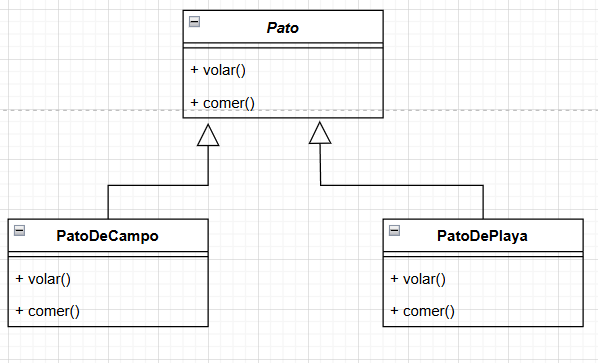 Pato
+ volar()
+ comer()
PatoDeCampo
+ volar()
+ comer()
PatoDePlaya
+ volar()
+ comer()